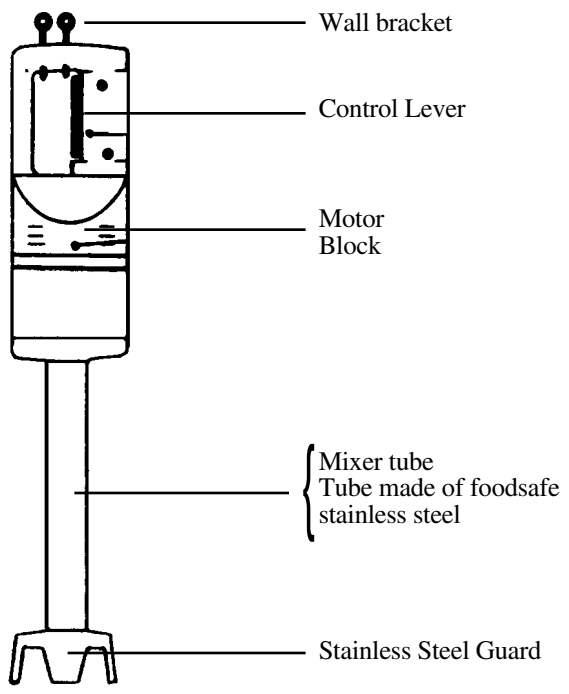 Wall bracket
Control Lever
Motor
Block
Mixer tube
Tube made of foodsafe
stainless steel
Stainless Steel Guard